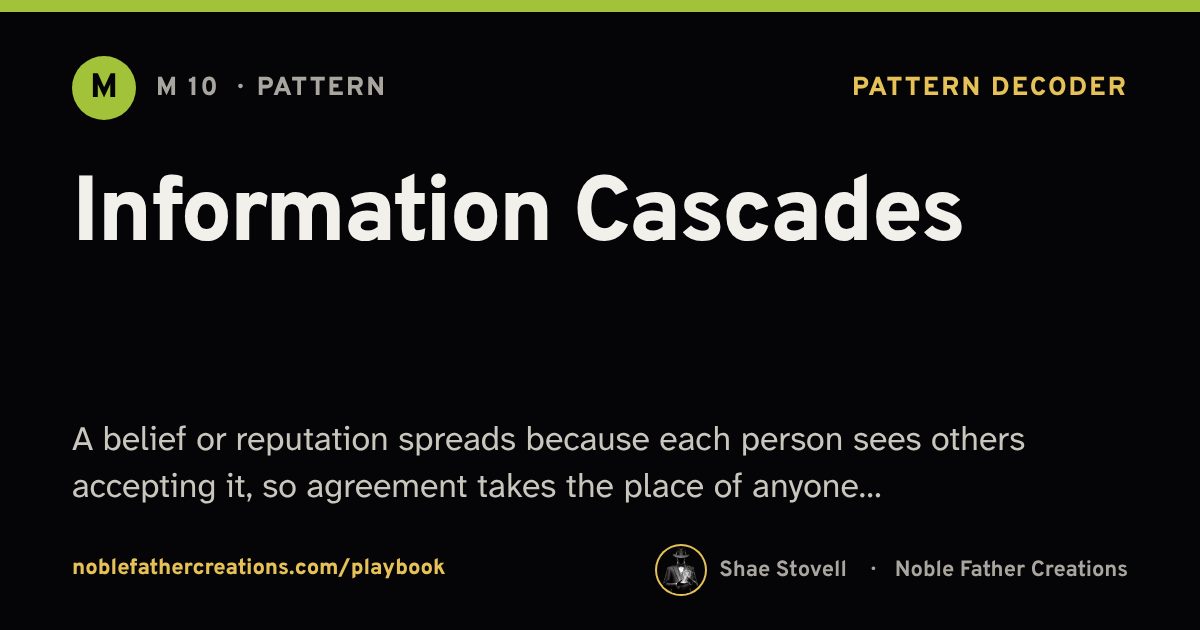 M
M 10 · PATTERN
PATTERN DECODER
Information Cascades
A belief or reputation spreads because each person sees others
accepting it, so agreement takes the place of anyone...
noblefathercreations.com/playbook
Shae Stovell · Noble Father Creations